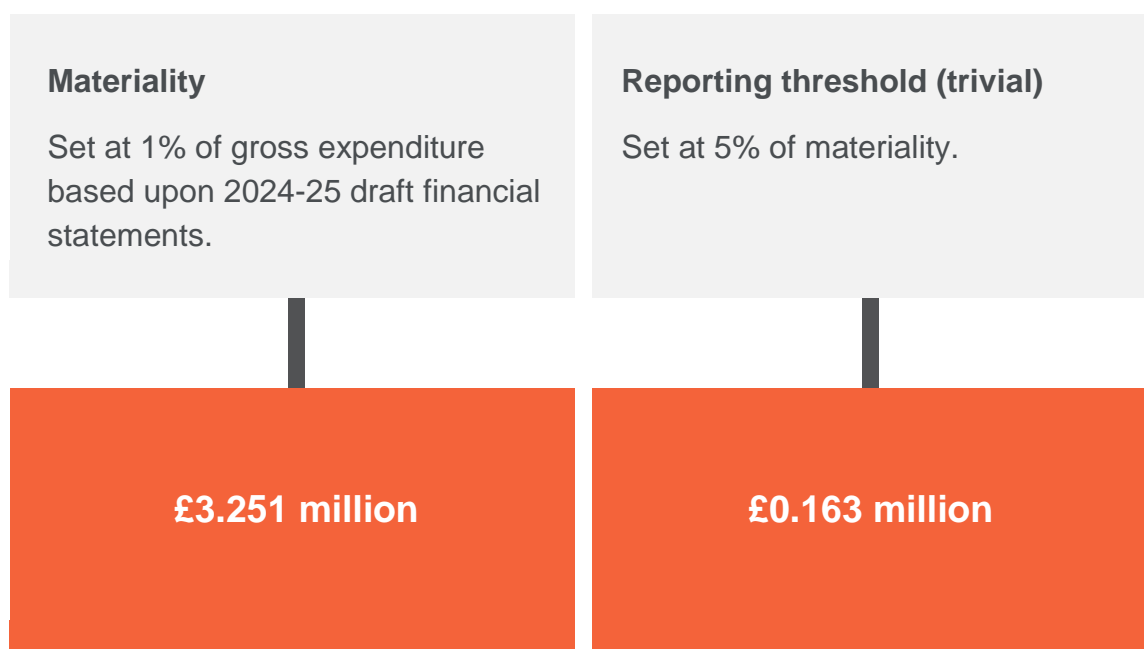 Materiality
Set at 1% of gross expenditure
based upon 2024-25 draft financial
statements.
£3.251 million
Reporting threshold (trivial)
Set at 5% of materiality.
£0.163 million